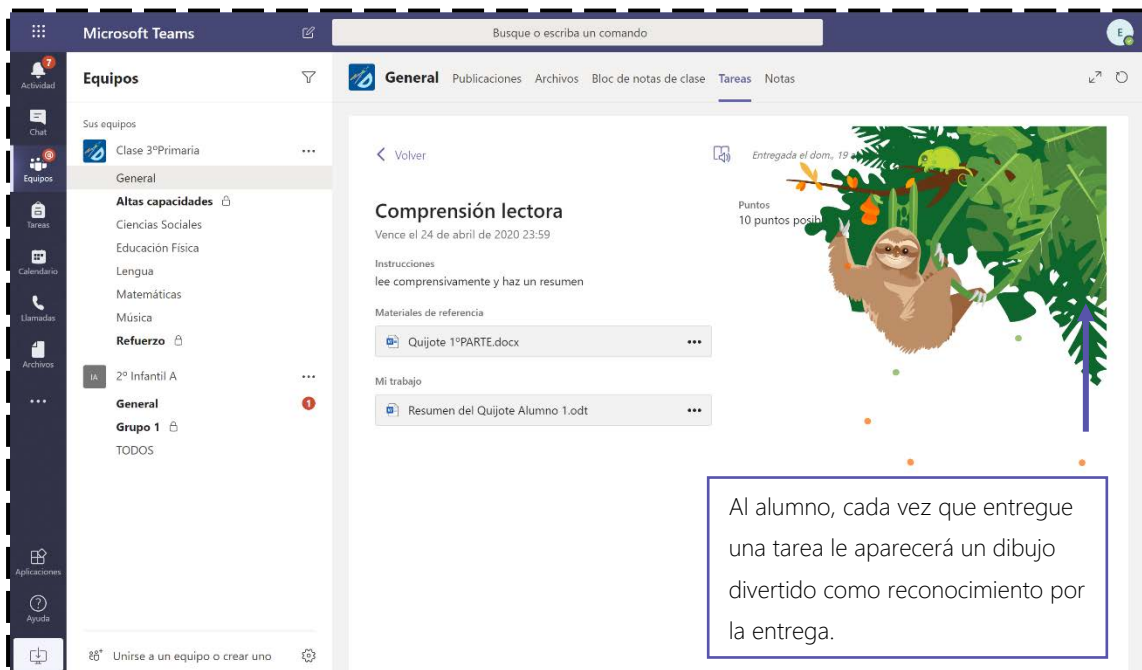 Microsoft Teams
Busque o escriba un comando
E
7
Actividad
Chat
@
Equipos
Tareas
Calendario
Llamadas
Archivos
Aplicaciones
Ayuda
Equipos
Sus equipos
Clase 3ºPrimaria
General
Altas capacidades
Ciencias Sociales
Educación Física
Lengua
Matemáticas
Música
Refuerzo
IA 2º Infantil A
General 1
Grupo 1
TODOS
Unirse a un equipo o crear uno
General Publicaciones Archivos Bloc de notas de clase Tareas Notas
Volver
Entregada el dom., 19
Comprensión lectora
Vence el 24 de abril de 2020 23:59
Puntos
10 puntos posib
Instrucciones
lee comprensivamente y haz un resumen
Materiales de referencia
Quijote 1ºPARTE.docx
Mi trabajo
Resumen del Quijote Alumno 1.odt
Al alumno, cada vez que entregue
una tarea le aparecerá un dibujo
divertido como reconocimiento por
la entrega.